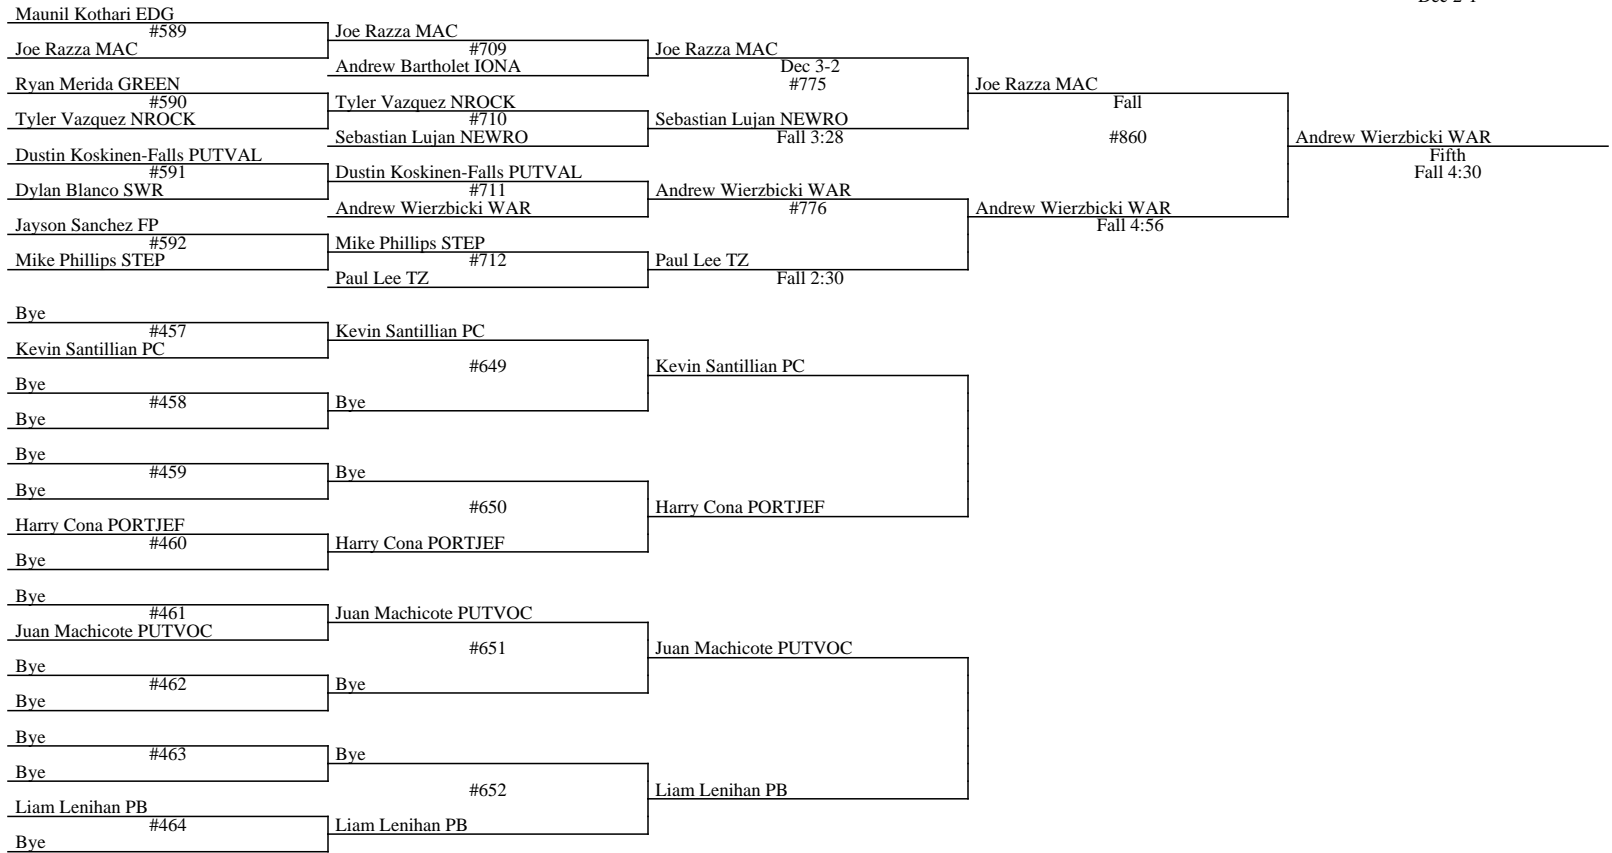 Maunil Kothari EDG
#589
Joe Razza MAC
Ryan Merida GREEN
#590
Tyler Vazquez NROCK
Dustin Koskinen-Falls PUTVAL
#591
Dylan Blanco SWR
Jayson Sanchez FP
#592
Mike Phillips STEP
Joe Razza MAC
#709
Andrew Bartholet IONA
Tyler Vazquez NROCK
#710
Sebastian Lujan NEWRO
Dustin Koskinen-Falls PUTVAL
#711
Andrew Wierzbicki WAR
Mike Phillips STEP
#712
Paul Lee TZ
Joe Razza MAC
Dec 3-2
#775
Sebastian Lujan NEWRO
Fall 3:28
Andrew Wierzbicki WAR
#776
Paul Lee TZ
Fall 2:30
Joe Razza MAC
Fall
#860
Andrew Wierzbicki WAR
Fall 4:56
Andrew Wierzbicki WAR
Fifth
Fall 4:30
Bye
#457
Kevin Santillian PC
Bye
#458
Bye
Bye
#459
Bye
Harry Cona PORTJEF
#460
Bye
Bye
#461
Juan Machicote PUTVOC
Bye
#462
Bye
Bye
#463
Bye
Liam Lenihan PB
#464
Bye
Kevin Santillian PC
#649
Bye
Bye
#650
Harry Cona PORTJEF
Juan Machicote PUTVOC
#651
Bye
Bye
#652
Liam Lenihan PB
Kevin Santillian PC
Harry Cona PORTJEF
Juan Machicote PUTVOC
Liam Lenihan PB